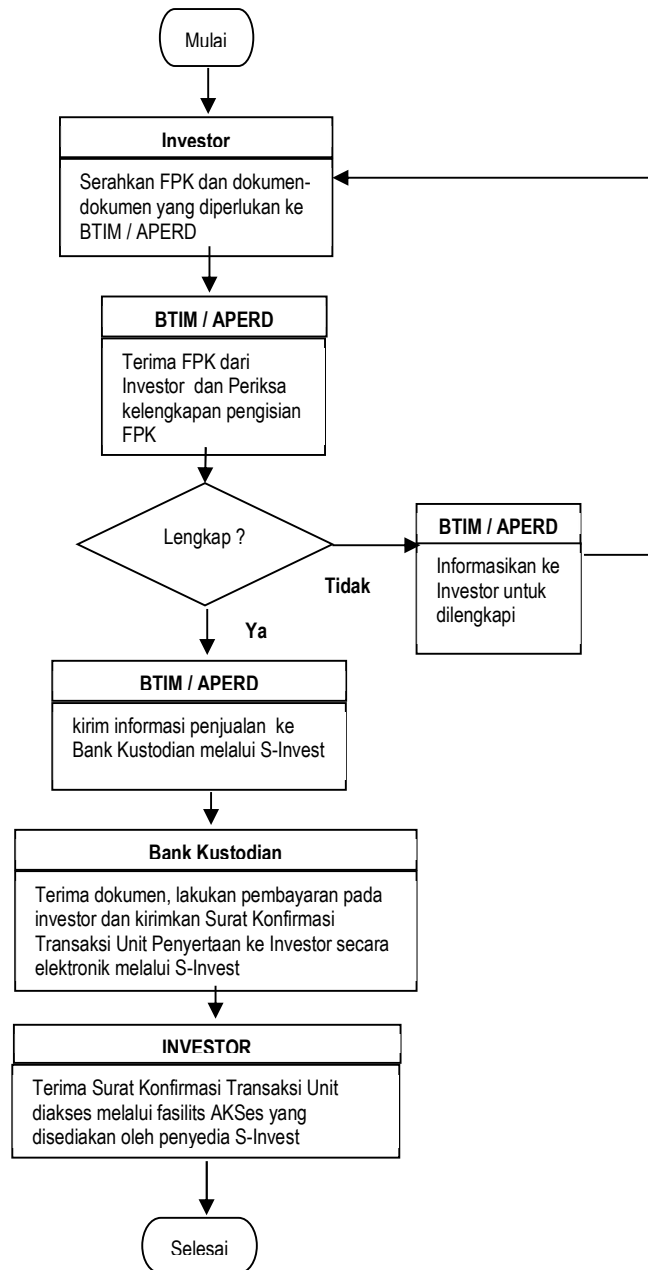 Mulai
Investor
Serahkan FPK dan dokumen-
dokumen yang diperlukan ke
BTIM / APERD
BTIM / APERD
Terima FPK dari
Investor dan Periksa
kelengkapan pengisian
FPK
Lengkap ?
Tidak
BTIM / APERD
Informasikan ke
Investor untuk
dilengkapi
Ya
BTIM / APERD
kirim informasi penjualan ke
Bank Kustodian melalui S-Invest
Bank Kustodian
Terima dokumen, lakukan pembayaran pada
investor dan kirimkan Surat Konfirmasi
Transaksi Unit Penyertaan ke Investor secara
elektronik melalui S-Invest
INVESTOR
Terima Surat Konfirmasi Transaksi Unit
diakses melalui fasilits AKSes yang
disediakan oleh penyedia S-Invest
Selesai